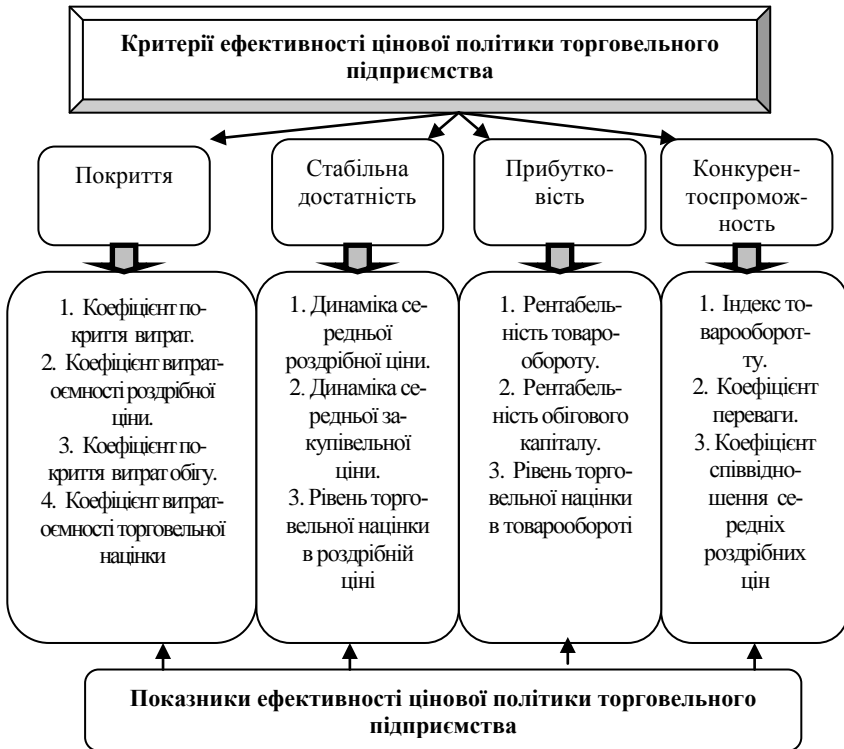 Критерії ефективності цінової політики торговельного
підприємства
Покриття
Стабільна
достатність
Прибутко-
вість
Конкурен-
тоспромож-
ность
1. Коефіцієнт по-
криття витрат.
2. Коефіцієнт витрат-
оємності роздрібної
ціни.
3. Коефіцієнт по-
криття витрат обігу.
4. Коефіцієнт витрат-
оємності торговельної
націнки
1. Динаміка се-
редньої
роздрібної ціни.
2. Динаміка се-
редньої за-
купівельної
ціни.
3. Рівень торго-
вельної націнки
в роздрібній
ціні
1. Рентабель-
ність товаро-
обороту.
2. Рентабель-
ність обігового
капіталу.
3. Рівень торго-
вельної націнки
в товарообороті
1. Індекс то-
варооборот-
ту.
2. Коефіцієнт
переваги.
3. Коефіцієнт
співвідно-
шення се-
редніх
роздрібних
цін
Показники ефективності цінової політики торговельного
підприємства